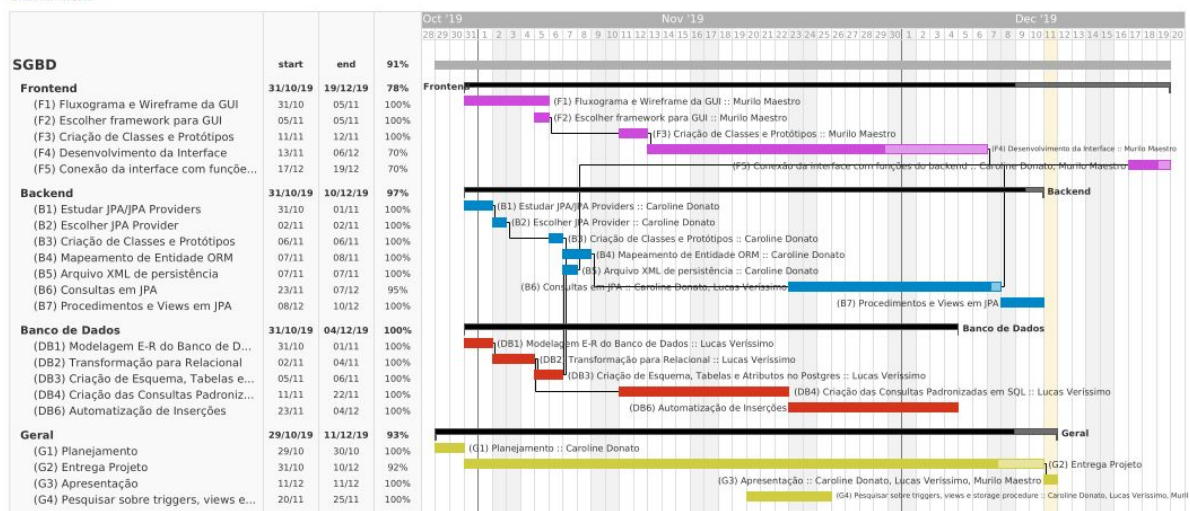 Oct '19 Nov '19 Dec '19
28 29 30 31 1 2 3 4 5 6 7 8 9 10 11 12 13 14 15 16 17 18 19 20 21 22 23 24 25 26 27 28 29 30 1 2 3 4 5 6 7 8 9 10 11 12 13 14 15 16 17 18 19 20
SGBD start end 91%
Frontend 31/10/19 19/12/19 78% Frontend
(F1) Fluxograma e Wireframe da GUI 31/10 05/11 100% (F1) Fluxograma e Wireframe da GUI :: Murilo Maestro
(F2) Escolher framework para GUI 05/11 05/11 100% (F2) Escolher framework para GUI :: Murilo Maestro
(F3) Criação de Classes e Protótipos 11/11 12/11 100% (F3) Criação de Classes e Protótipos :: Murilo Maestro
(F4) Desenvolvimento da Interface 13/11 06/12 70% (F4) Desenvolvimento da Interface :: Murilo Maestro
(F5) Conexão da interface com funçõe... 17/12 19/12 70% (F5) Conexão da interface com funções do backend :: Caroline Donato, Murilo Maestro
Backend 31/10/19 10/12/19 97% Backend
(B1) Estudar JPA/JPA Providers 31/10 01/11 100% (B1) Estudar JPA/JPA Providers :: Caroline Donato
(B2) Escolher JPA Provider 02/11 02/11 100% (B2) Escolher JPA Provider :: Caroline Donato
(B3) Criação de Classes e Protótipos 06/11 06/11 100% (B3) Criação de Classes e Protótipos :: Caroline Donato
(B4) Mapeamento de Entidade ORM 07/11 08/11 100% (B4) Mapeamento de Entidade ORM :: Caroline Donato
(B5) Arquivo XML de persistência 07/11 07/11 100% (B5) Arquivo XML de persistência :: Caroline Donato
(B6) Consultas em JPA 23/11 07/12 95% (B6) Consultas em JPA :: Caroline Donato, Lucas Veríssimo
(B7) Procedimentos e Views em JPA 08/12 10/12 100% (B7) Procedimentos e Views em JPA
Banco de Dados 31/10/19 04/12/19 100% Banco de Dados
(DB1) Modelagem E-R do Banco de D... 31/10 01/11 100% (DB1) Modelagem E-R do Banco de Dados :: Lucas Veríssimo
(DB2) Transformação para Relacional 02/11 04/11 100% (DB2) Transformação para Relacional :: Lucas Veríssimo
(DB3) Criação de Esquema, Tabelas e... 05/11 06/11 100% (DB3) Criação de Esquema, Tabelas e Atributos no Postgres :: Lucas Veríssimo
(DB4) Criação das Consultas Padroniz... 11/11 22/11 100% (DB4) Criação das Consultas Padronizadas em SQL :: Lucas Veríssimo
(DB6) Automatização de Inserções 23/11 04/12 100% (DB6) Automatização de Inserções
Geral 29/10/19 11/12/19 93% Geral
(G1) Planejamento 29/10 30/10 100% (G1) Planejamento :: Caroline Donato
(G2) Entrega Projeto 31/10 10/12 92% (G2) Entrega Projeto
(G3) Apresentação 11/12 11/12 100% (G3) Apresentação :: Caroline Donato, Lucas Veríssimo, Murilo Maestro
(G4) Pesquisar sobre triggers, views e... 20/11 25/11 100% (G4) Pesquisar sobre triggers, views e storage procedure :: Caroline Donato, Lucas Veríssimo, Muril